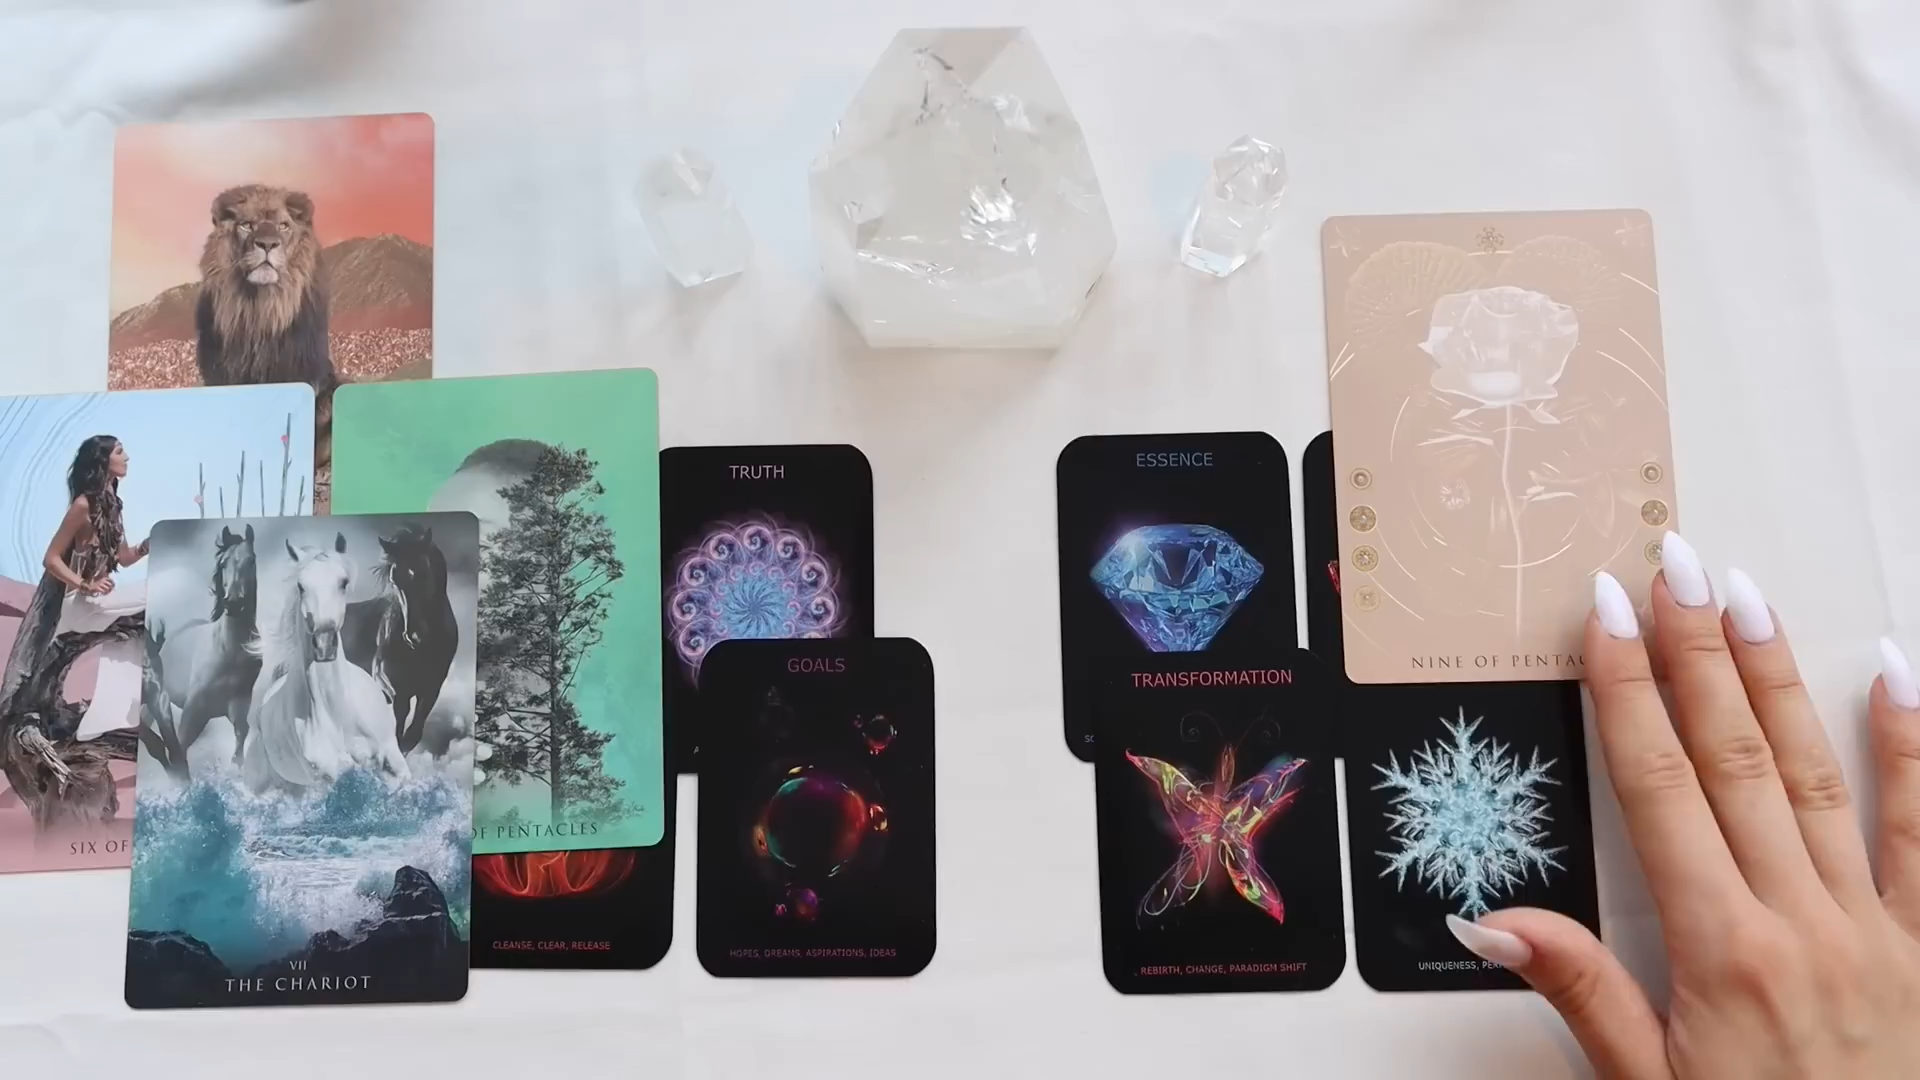 SIX OF
VII
THE CHARIOT
OF PENTACLES
CLEANSE, CLEAR, RELEASE
TRUTH
GOALS
HOPES, DREAMS, ASPIRATIONS, IDEAS
ESSENCE
TRANSFORMATION
REBIRTH, CHANGE, PARADIGM SHIFT
NINE OF
UNIQUENESS,